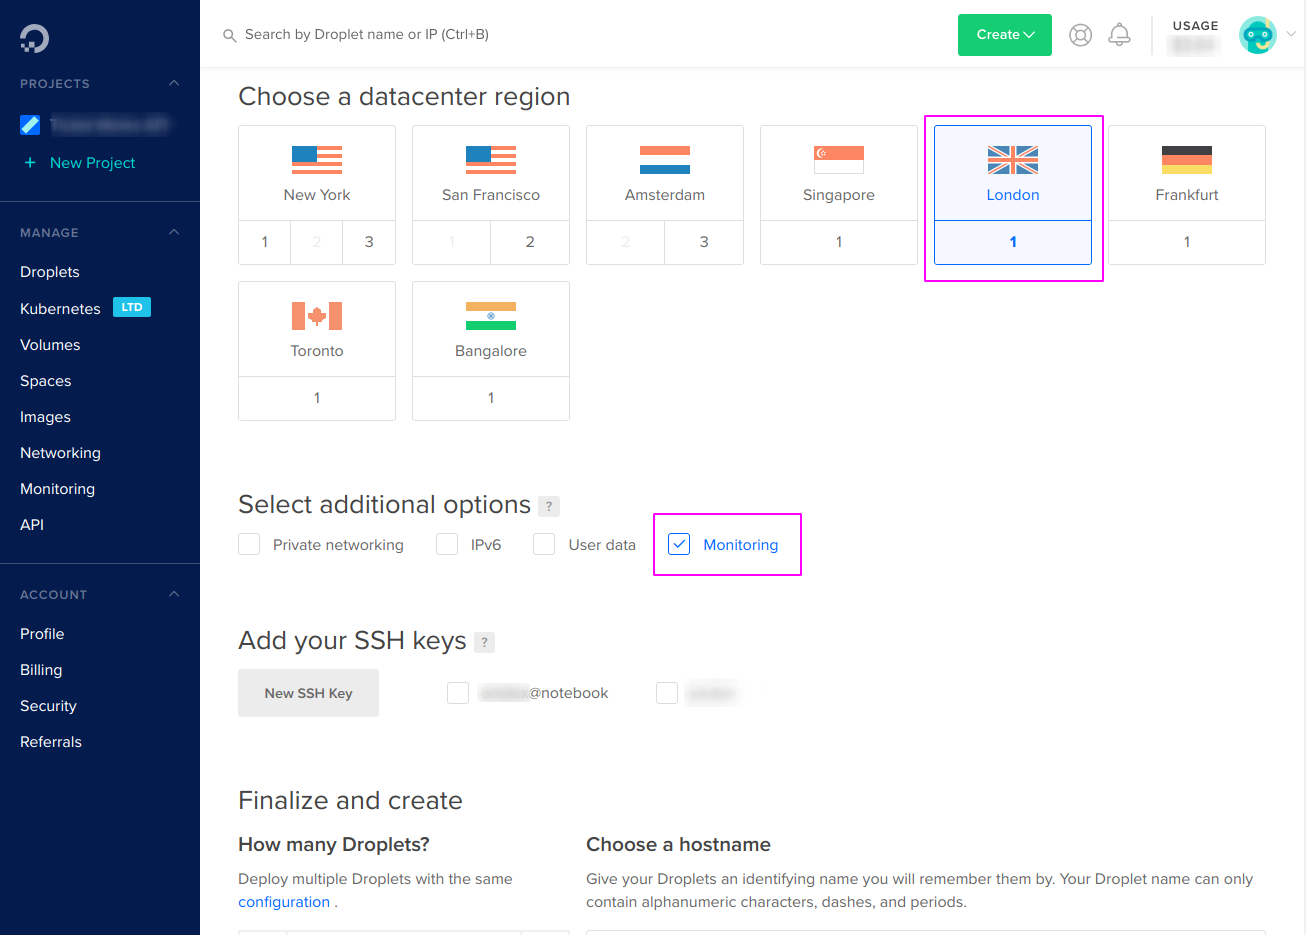 PROJECTS
New Project
MANAGE
Droplets
Kubernetes LTD
Volumes
Spaces
Images
Networking
Monitoring
API
ACCOUNT
Profile
Billing
Security
Referrals
Search by Droplet name or IP (Ctrl+B)
Create
USAGE
Choose a datacenter region
New York San Francisco Amsterdam Singapore London Frankfurt
1 2 3 1 2 2 3 1 1 1
Toronto Bangalore
1 1
Select additional options ?
Private networking IPv6 User data Monitoring
Add your SSH keys ?
New SSH Key @notebook
Finalize and create
How many Droplets?
Deploy multiple Droplets with the same
configuration .
Choose a hostname
Give your Droplets an identifying name you will remember them by. Your Droplet name can only
contain alphanumeric characters, dashes, and periods.